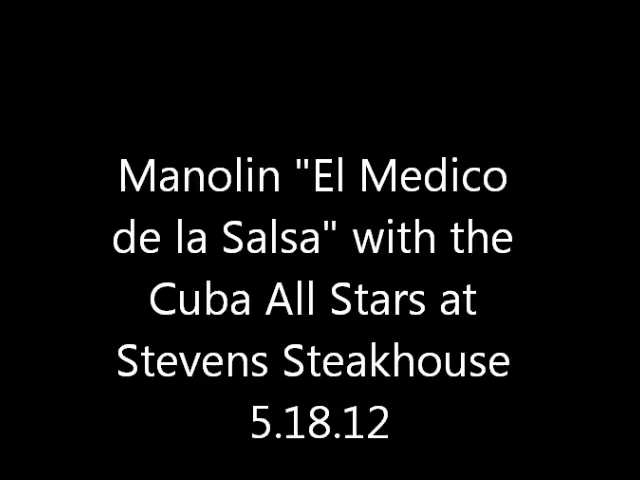 Manolin "El Medico
de la Salsa" with the
Cuba All Stars at
Stevens Steakhouse
5.18.12